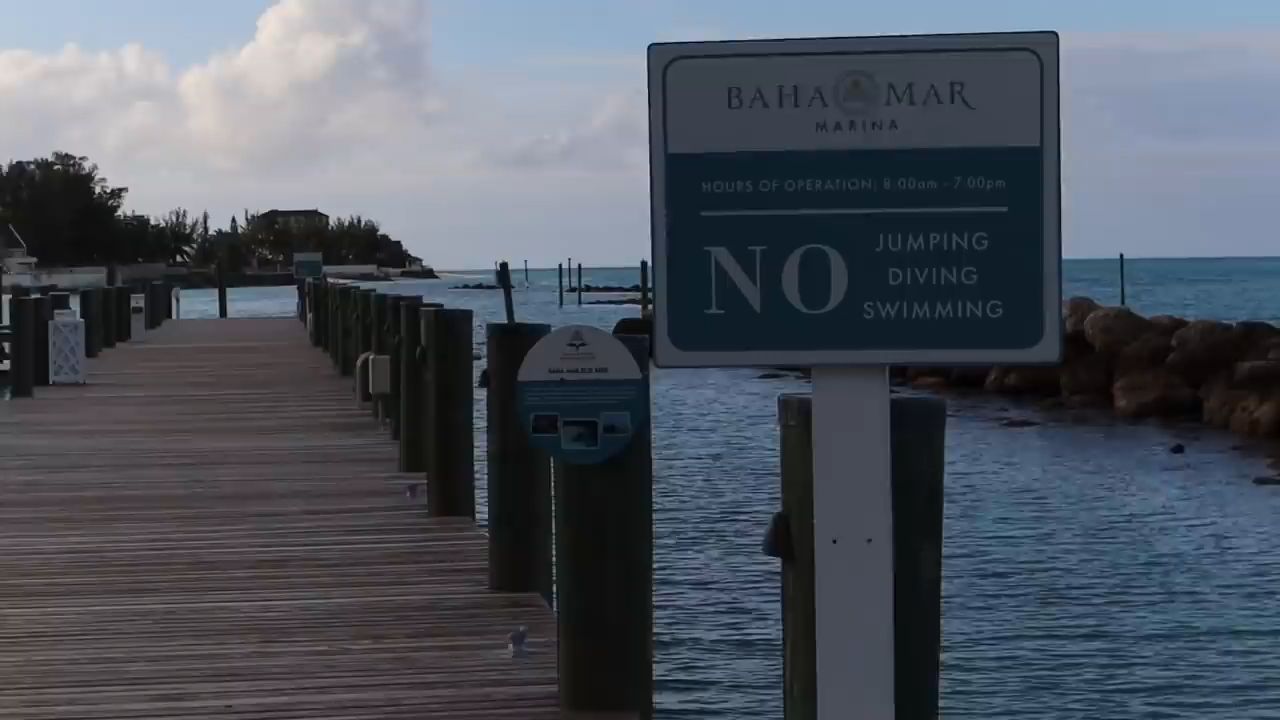 BAHA MAR
MARINA
HOURS OF OPERATION: 8:00am - 7:00pm
NO
JUMPING
DIVING
SWIMMING